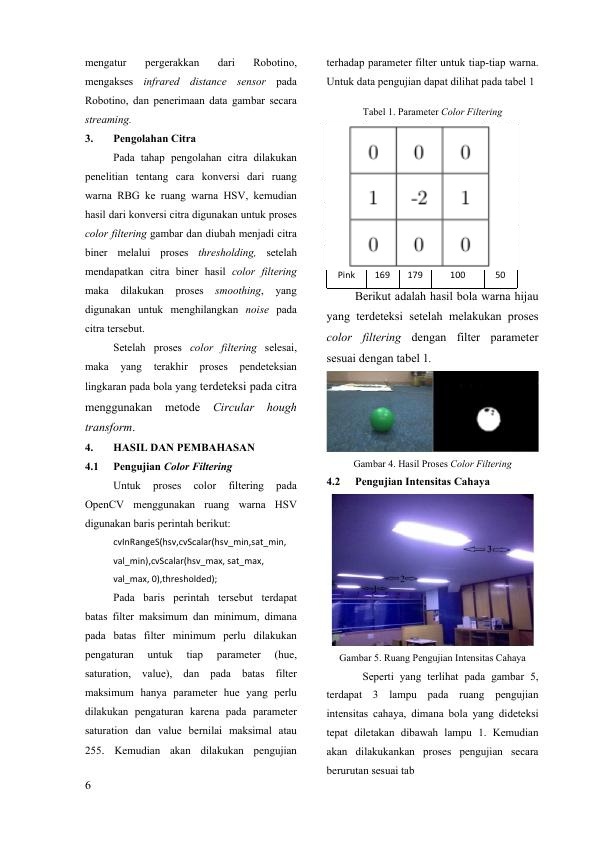 mengatur pergerakkan dari Robotino,
mengakses infrared distance sensor pada
Robotino, dan penerimaan data gambar secara
streaming.
3. Pengolahan Citra
Pada tahap pengolahan citra dilakukan
penelitian tentang cara konversi dari ruang
warna RBG ke ruang warna HSV, kemudian
hasil dari konversi citra digunakan untuk proses
color filtering gambar dan diubah menjadi citra
biner melalui proses thresholding, setelah
mendapatkan citra biner hasil color filtering
maka dilakukan proses smoothing, yang
digunakan untuk menghilangkan noise pada
citra tersebut.
Setelah proses color filtering selesai,
maka yang terakhir proses pendeteksian
lingkaran pada bola yang terdeteksi pada citra
menggunakan metode Circular hough
transform.
4. HASIL DAN PEMBAHASAN
4.1 Pengujian Color Filtering
Untuk proses color filtering pada
OpenCV menggunakan ruang warna HSV
digunakan baris perintah berikut:
cvInRangeS(hsv,cvScalar(hsv_min,sat_min,
val_min),cvScalar(hsv_max, sat_max,
val_max, 0),thresholded);
Pada baris perintah tersebut terdapat
batas filter maksimum dan minimum, dimana
pada batas filter minimum perlu dilakukan
pengaturan untuk tiap parameter (hue,
saturation, value), dan pada batas filter
maksimum hanya parameter hue yang perlu
dilakukan pengaturan karena pada parameter
saturation dan value bernilai maksimal atau
255. Kemudian akan dilakukan pengujian
terhadap parameter filter untuk tiap-tiap warna.
Untuk data pengujian dapat dilihat pada tabel 1
Tabel 1. Parameter Color Filtering
0 0 0
1 -2 1
0 0 0
Pink 169 179 100 50
Berikut adalah hasil bola warna hijau
yang terdeteksi setelah melakukan proses
color filtering dengan filter parameter
sesuai dengan tabel 1.
Gambar 4. Hasil Proses Color Filtering
4.2 Pengujian Intensitas Cahaya
3
2
1
Gambar 5. Ruang Pengujian Intensitas Cahaya
Seperti yang terlihat pada gambar 5,
terdapat 3 lampu pada ruang pengujian
intensitas cahaya, dimana bola yang dideteksi
tepat diletakan dibawah lampu 1. Kemudian
akan dilakukankan proses pengujian secara
berurutan sesuai tab
6